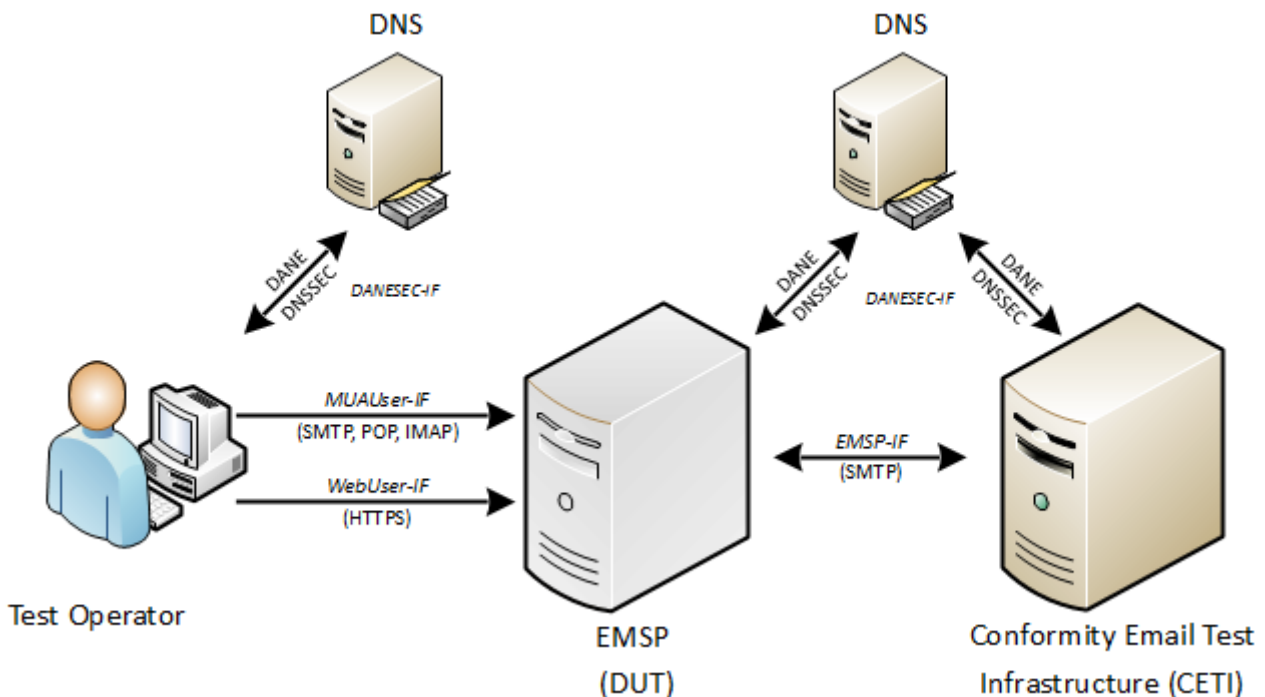 DNS
DNS
DANE
DNSSEC
DANESEC-IF
DANE
DNSSEC
DANESEC-IF
DANE
DNSSEC
MUAUser-IF
(SMTP, POP, IMAP)
WebUser-IF
(HTTPS)
EMSP-IF
(SMTP)
Test Operator
EMSP
(DUT)
Conformity Email Test
Infrastructure (CETI)